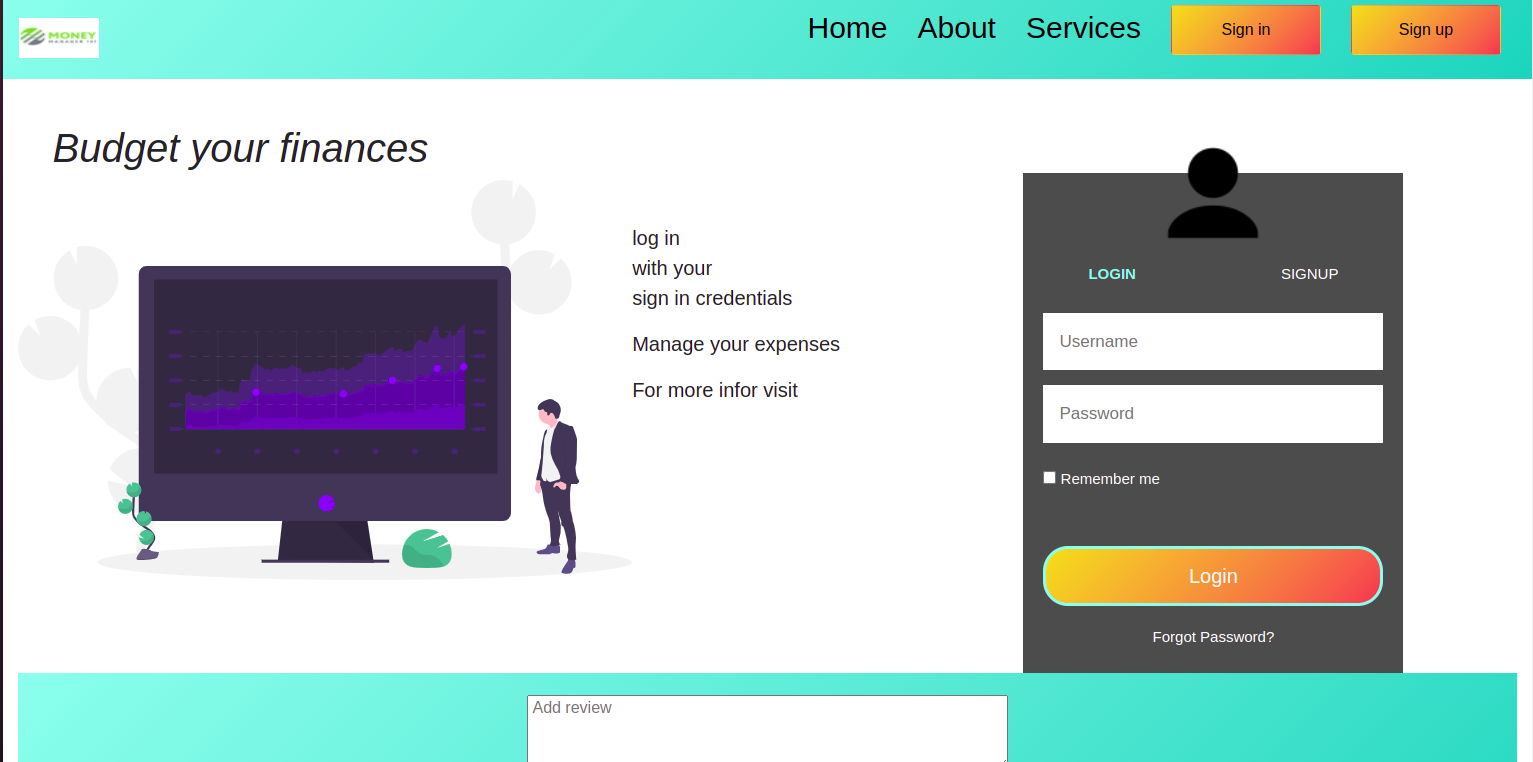 MONEY
MANAGER 101
Home About Services Sign in Sign up
Budget your finances
log in
with your
sign in credentials
Manage your expenses
For more infor visit
LOGIN SIGNUP
Username
Password
Remember me
Login
Forgot Password?
Add review